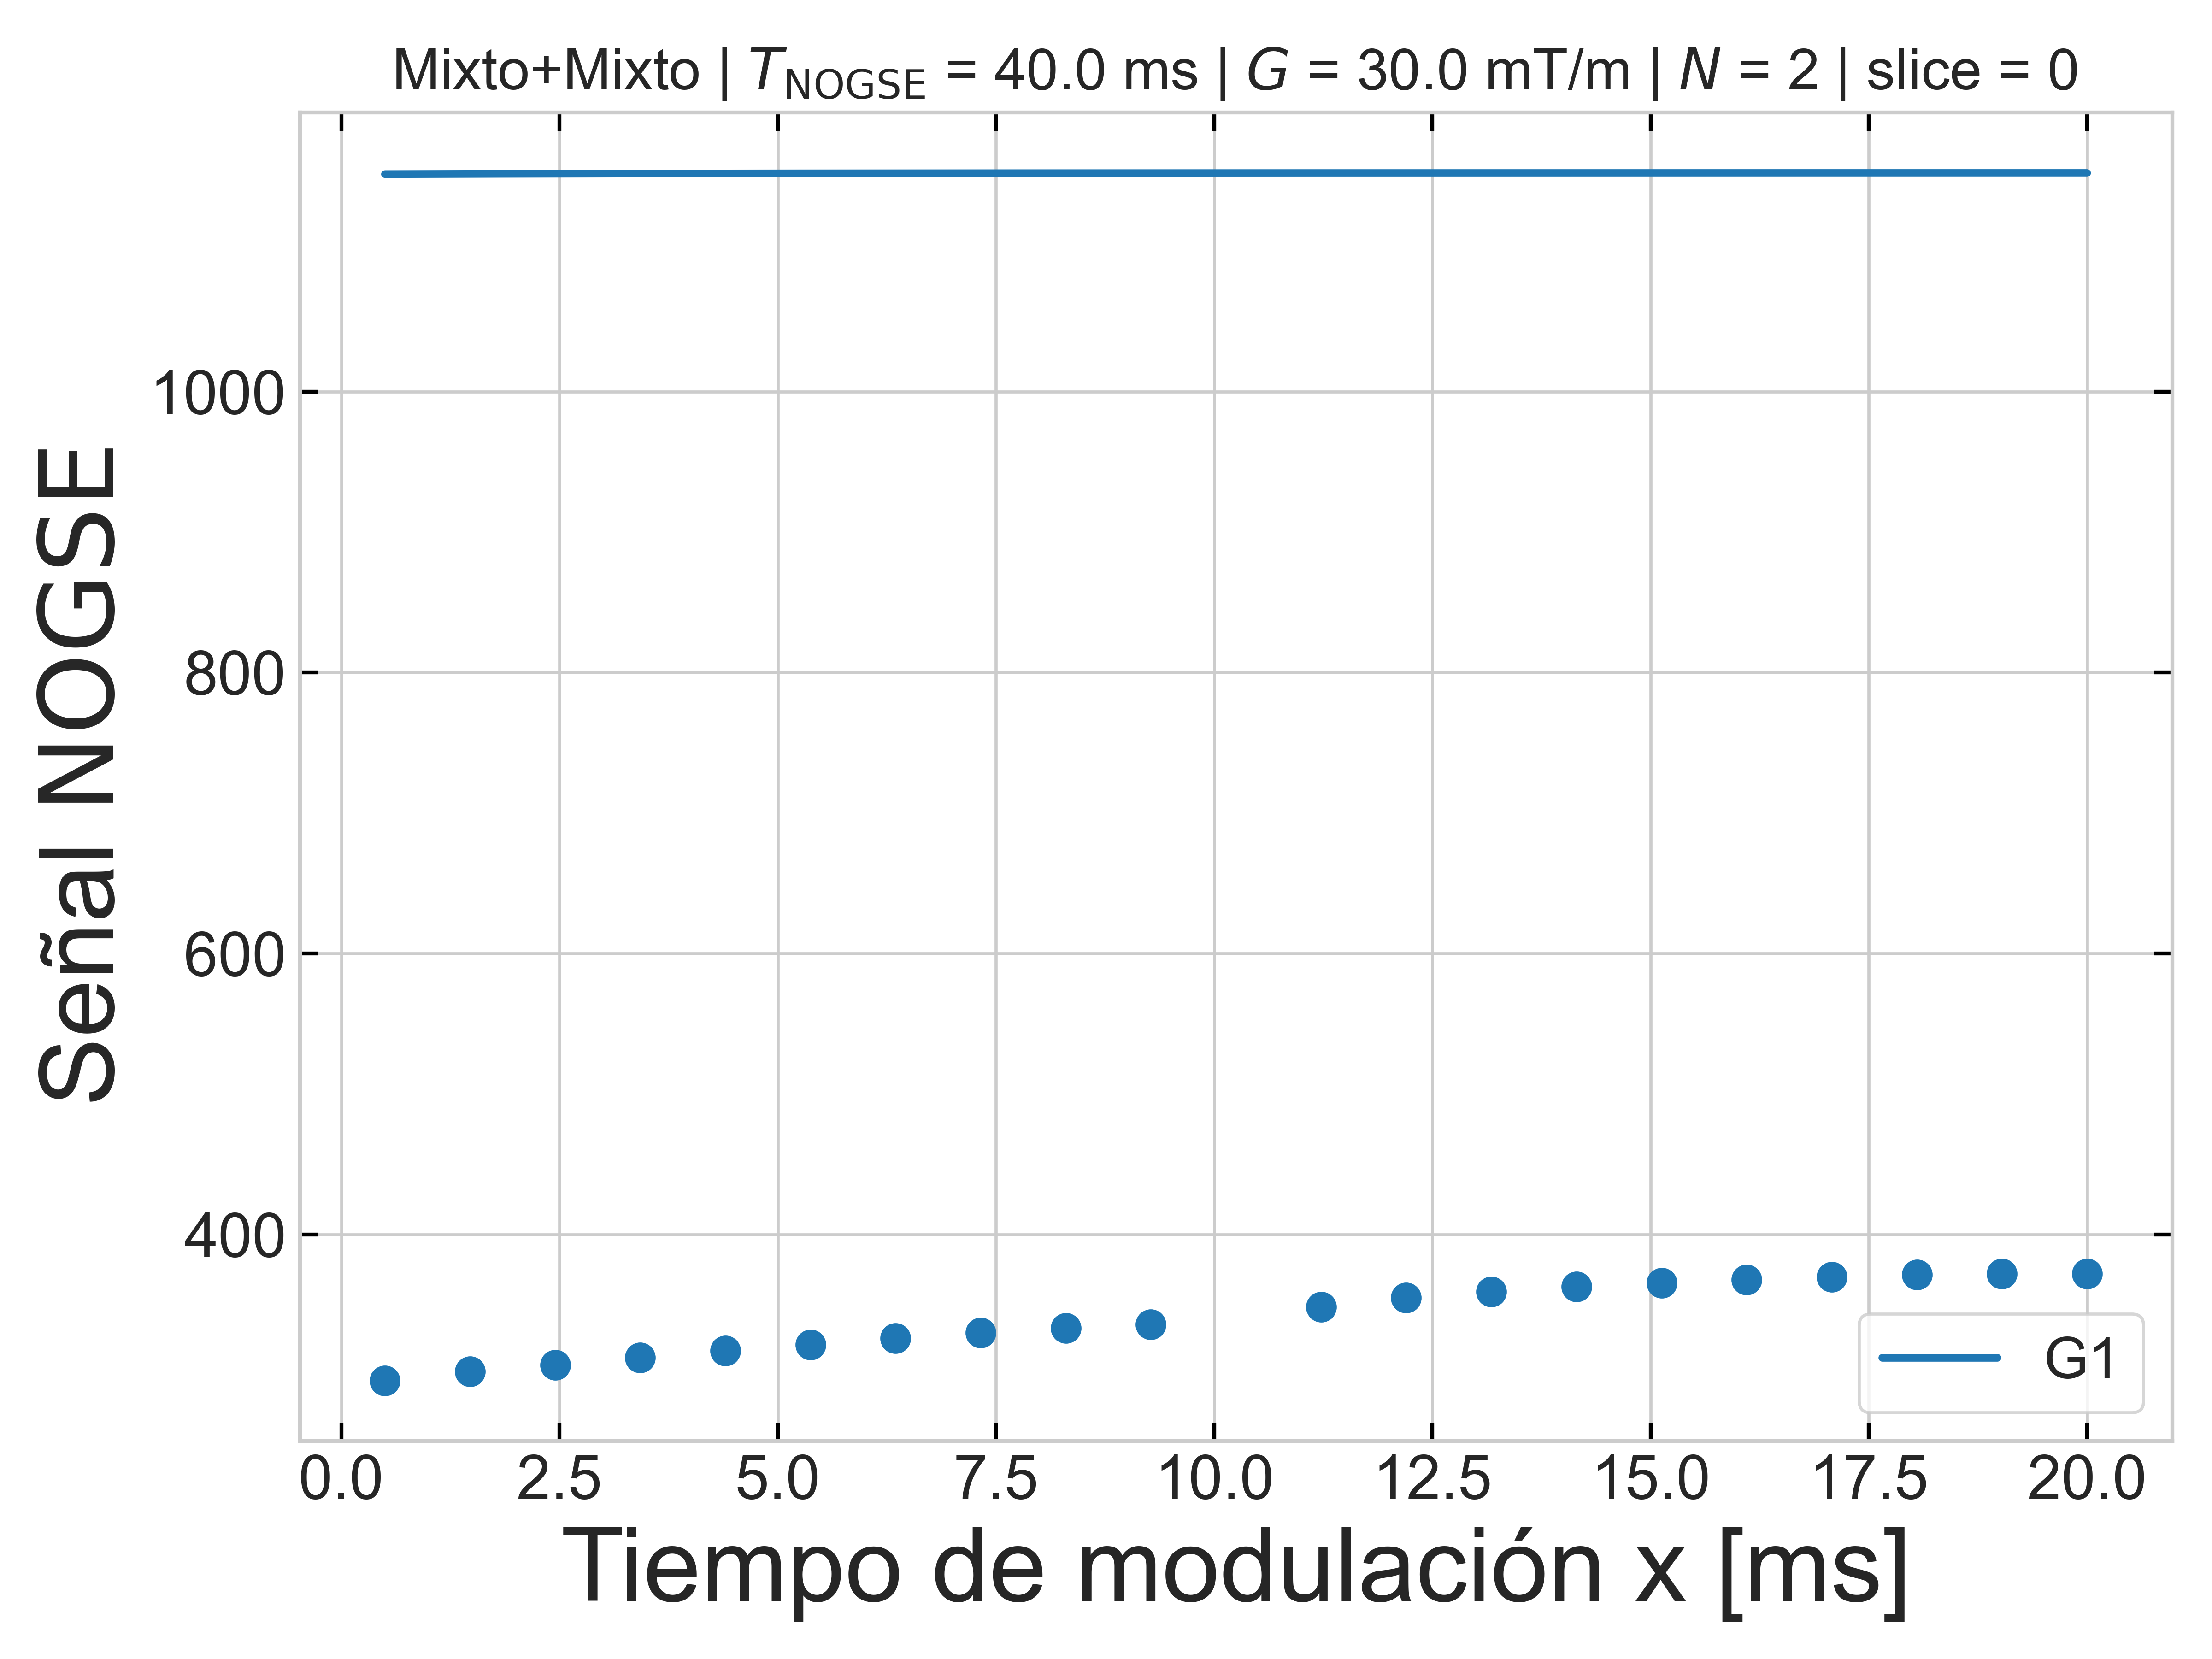 Mixto+Mixto | T_NOGSE = 40.0 ms | G = 30.0 mT/m | N = 2 | slice = 0
Señal NOGSE
1000
800
600
400
G1
0.0 2.5 5.0 7.5 10.0 12.5 15.0 17.5 20.0
Tiempo de modulación x [ms]